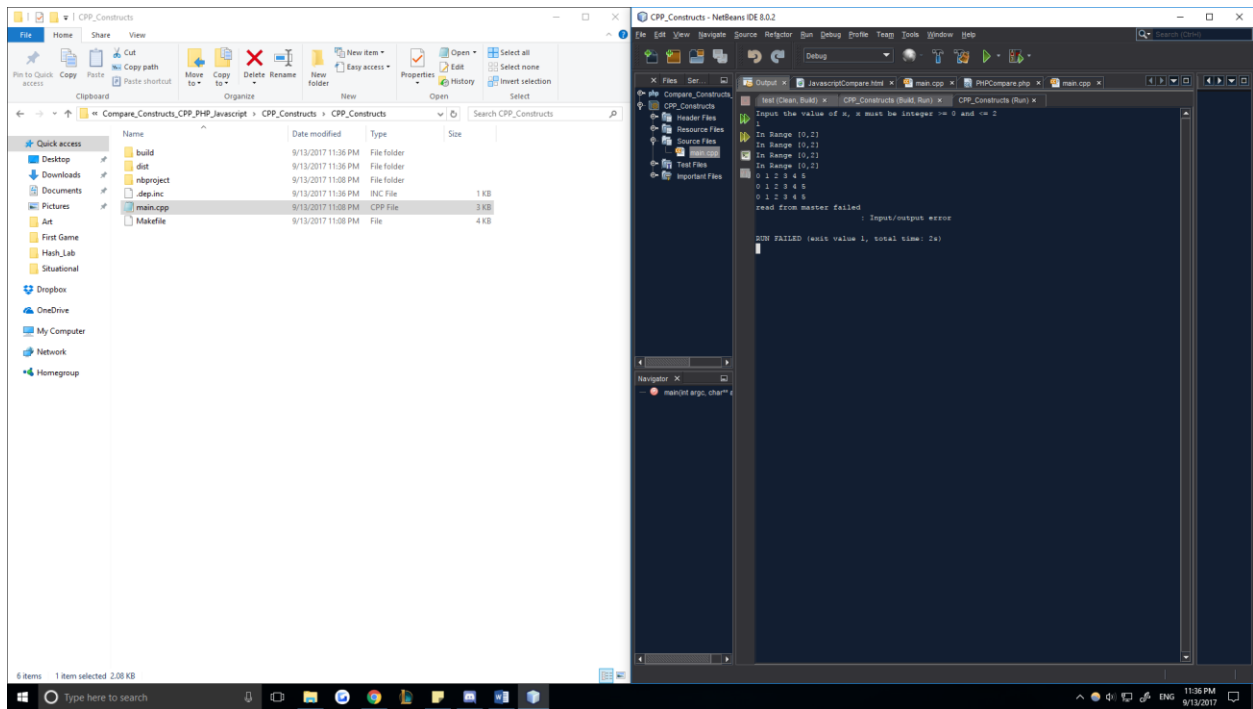 CPP_Constructs
File Home Share View
Pin to Quick access
Copy
Paste
Cut
Copy path
Paste shortcut
Clipboard
Move to
Copy to
Delete
Rename
Organize
New folder
New item
Easy access
New
Properties
Open
Edit
History
Open
Select all
Select none
Invert selection
Select
« Compare_Constructs_CPP_PHP_Javascript › CPP_Constructs › CPP_Constructs
Search CPP_Constructs
Name Date modified Type Size
Quick access
Desktop
Downloads
Documents
Pictures
Art
First Game
Hash_Lab
Situational
Dropbox
OneDrive
My Computer
Network
Homegroup
build 9/13/2017 11:36 PM File folder
dist 9/13/2017 11:36 PM File folder
nbproject 9/13/2017 11:08 PM File folder
.dep.inc 9/13/2017 11:36 PM INC File 1 KB
main.cpp 9/13/2017 11:08 PM CPP File 3 KB
Makefile 9/13/2017 11:08 PM File 4 KB
6 items 1 item selected 2.08 KB
CPP_Constructs - NetBeans IDE 8.0.2
File Edit View Navigate Source Refactor Run Debug Profile Team Tools Window Help
Search (Ctrl+I)
Debug
Files Ser...
Compare_Constructs_
CPP_Constructs
Header Files
Resource Files
Source Files
main.cpp
Test Files
Important Files
Navigator
main(int argc, char** a
Output JavascriptCompare.html main.cpp PHPCompare.php main.cpp
test (Clean, Build) CPP_Constructs (Build, Run) CPP_Constructs (Run)
Input the value of x, x must be integer >= 0 and <= 2
1
In Range [0,2]
In Range [0,2]
In Range [0,2]
In Range [0,2]
0 1 2 3 4 5
0 1 2 3 4 5
0 1 2 3 4 5
read from master failed
: Input/output error
RUN FAILED (exit value 1, total time: 2s)
Type here to search
ENG
11:36 PM
9/13/2017